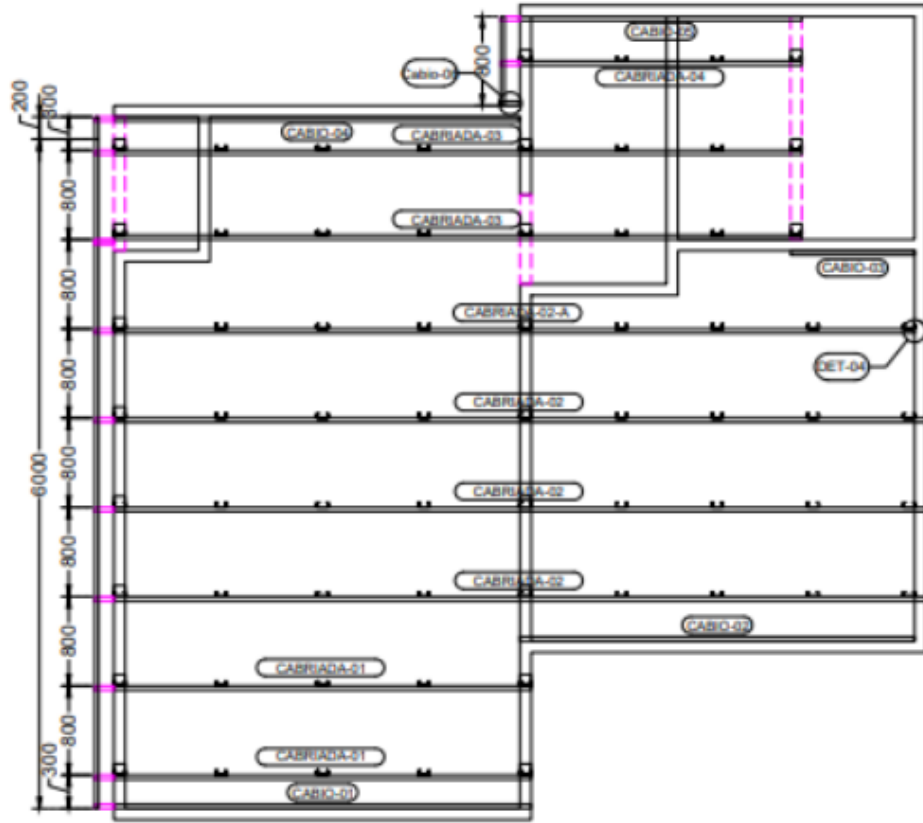 CABIO-05
800
Cabio-06
CABRIADA-04
200
300
CABIO-04
CABRIADA-03
800
CABRIADA-03
800
CABIO-03
CABRIADA-02-A
DET-04
800
CABRIADA-02
800
6000
CABRIADA-02
800
CABRIADA-02
800
CABIO-02
CABRIADA-01
800
CABRIADA-01
300
CABIO-01